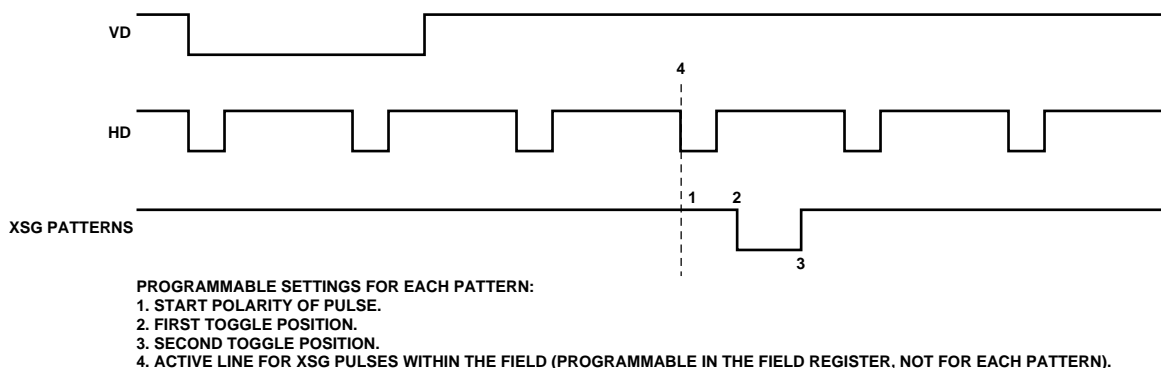 VD
4
HD
1
2
XSG PATTERNS
3
PROGRAMMABLE SETTINGS FOR EACH PATTERN:
1. START POLARITY OF PULSE.
2. FIRST TOGGLE POSITION.
3. SECOND TOGGLE POSITION.
4. ACTIVE LINE FOR XSG PULSES WITHIN THE FIELD (PROGRAMMABLE IN THE FIELD REGISTER, NOT FOR EACH PATTERN).